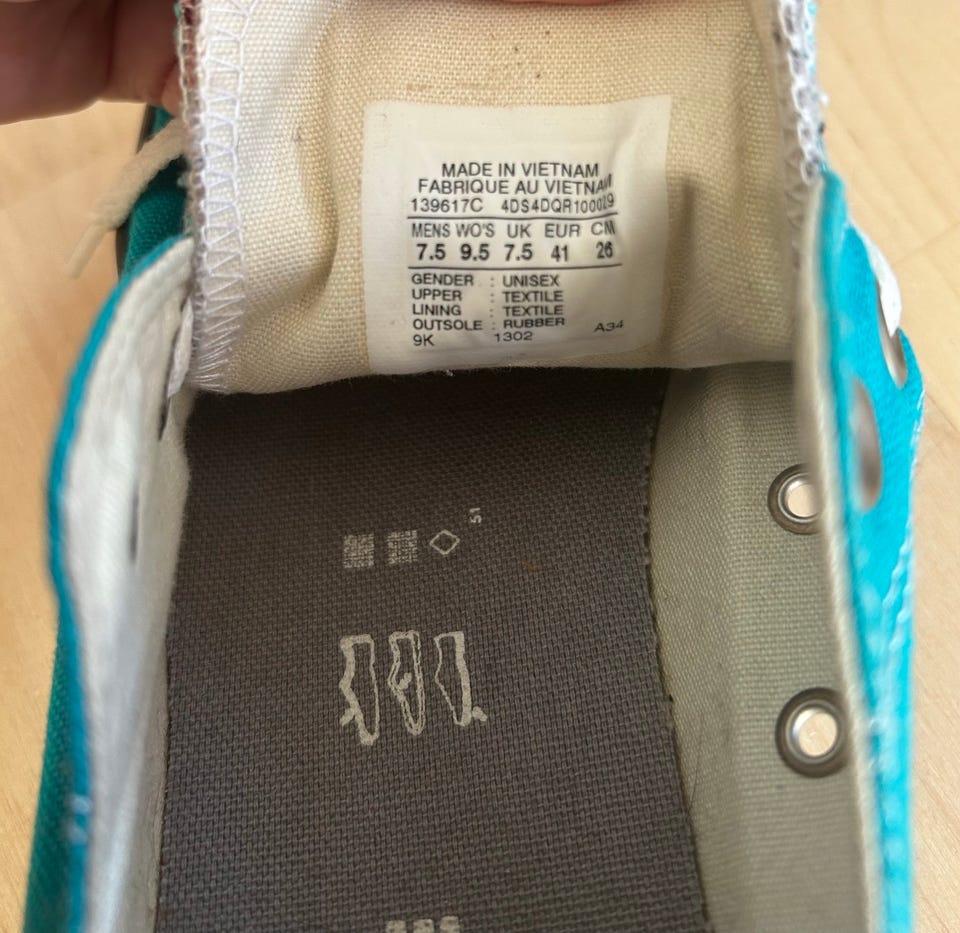 MADE IN VIETNAM
FABRIQUE AU VIETNAM
139617C 4DS4DQR100029
MENS WO'S UK EUR CM
7.5 9.5 7.5 41 26
GENDER : UNISEX
UPPER : TEXTILE
LINING : TEXTILE
OUTSOLE : RUBBER A34
9K 1302
51